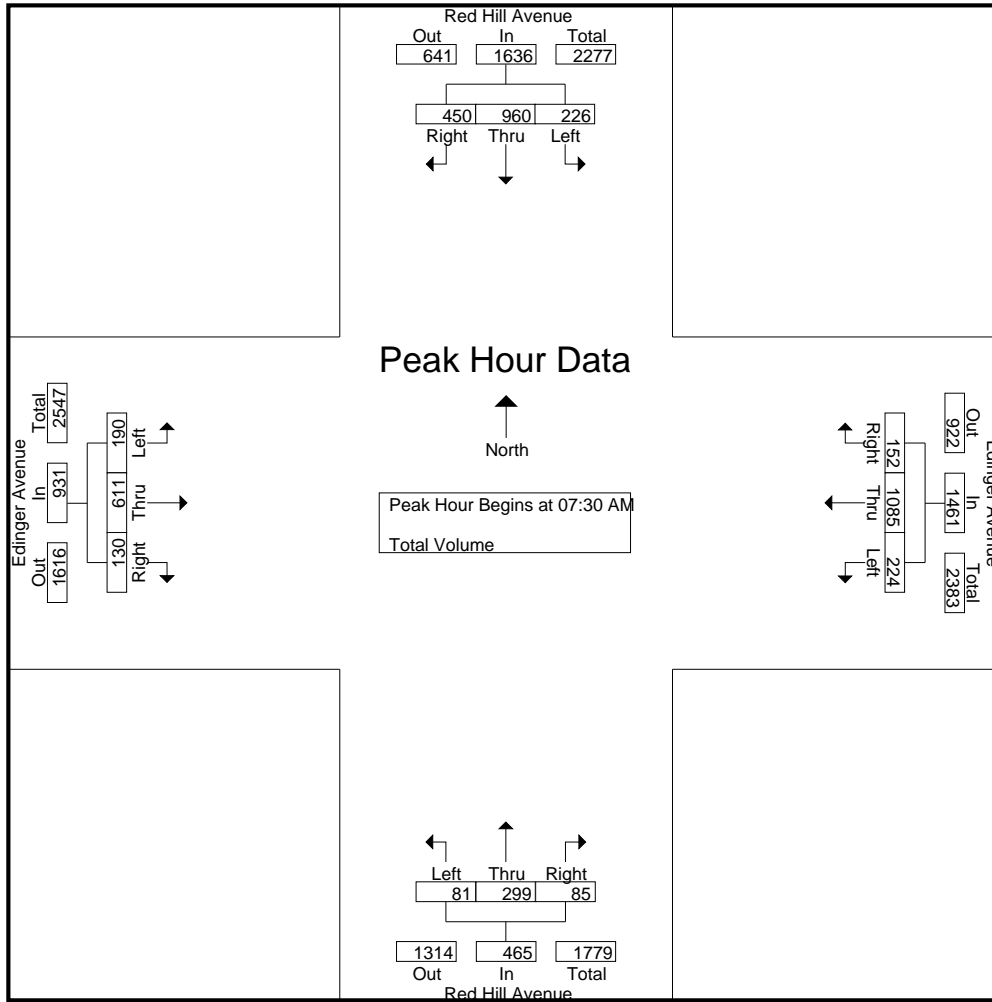 Red Hill Avenue
Out In Total
641 1636 2277
450 960 226
Right Thru Left
Peak Hour Data
North
Peak Hour Begins at 07:30 AM
Total Volume
Edinger Avenue
Out In Total
1616 931 2547
Left Thru Right
190 611 130
Edinger Avenue
Out In Total
922 1461 2383
Right Thru Left
152 1085 224
Left Thru Right
81 299 85
1314 465 1779
Out In Total
Red Hill Avenue